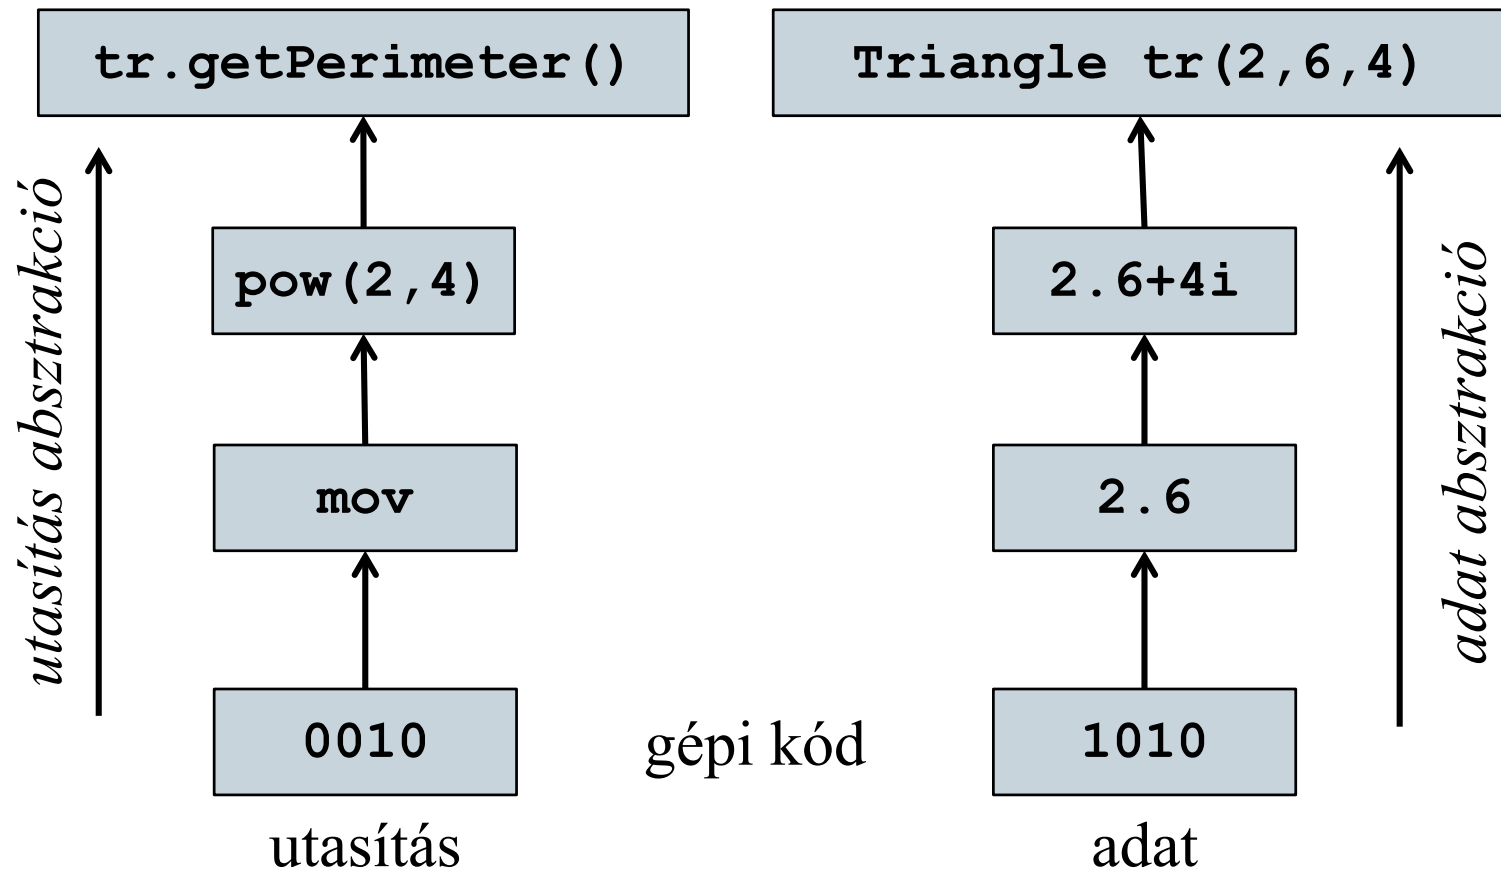 tr.getPerimeter()
Triangle tr(2,6,4)
utasítás absztrakció
adat absztrakció
pow(2,4)
2.6+4i
mov
2.6
0010
gépi kód
1010
utasítás
adat